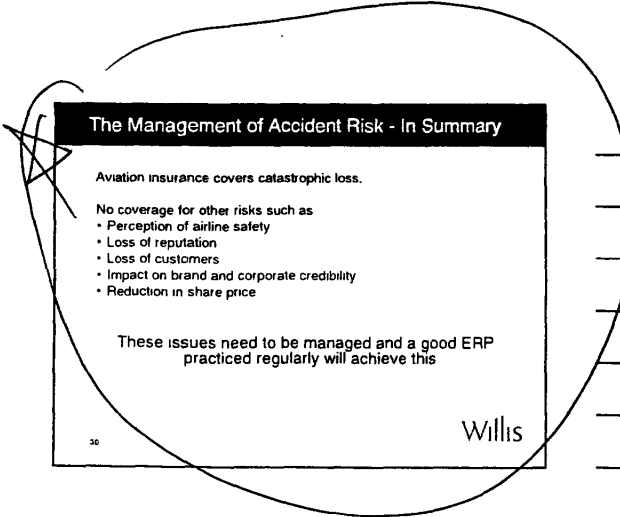 The Management of Accident Risk - In Summary
Aviation insurance covers catastrophic loss.
No coverage for other risks such as
• Perception of airline safety
• Loss of reputation
• Loss of customers
• Impact on brand and corporate credibility
• Reduction in share price
These issues need to be managed and a good ERP
practiced regularly will achieve this
30
Willis